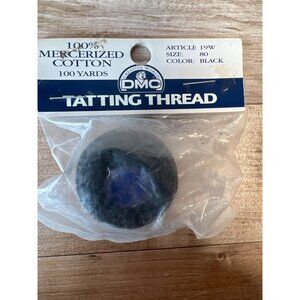 100%
MERCERIZED
COTTON
100 YARDS
ARTICLE 19W
SIZE: 80
COLOR: BLACK
DMC
TATTING THREAD